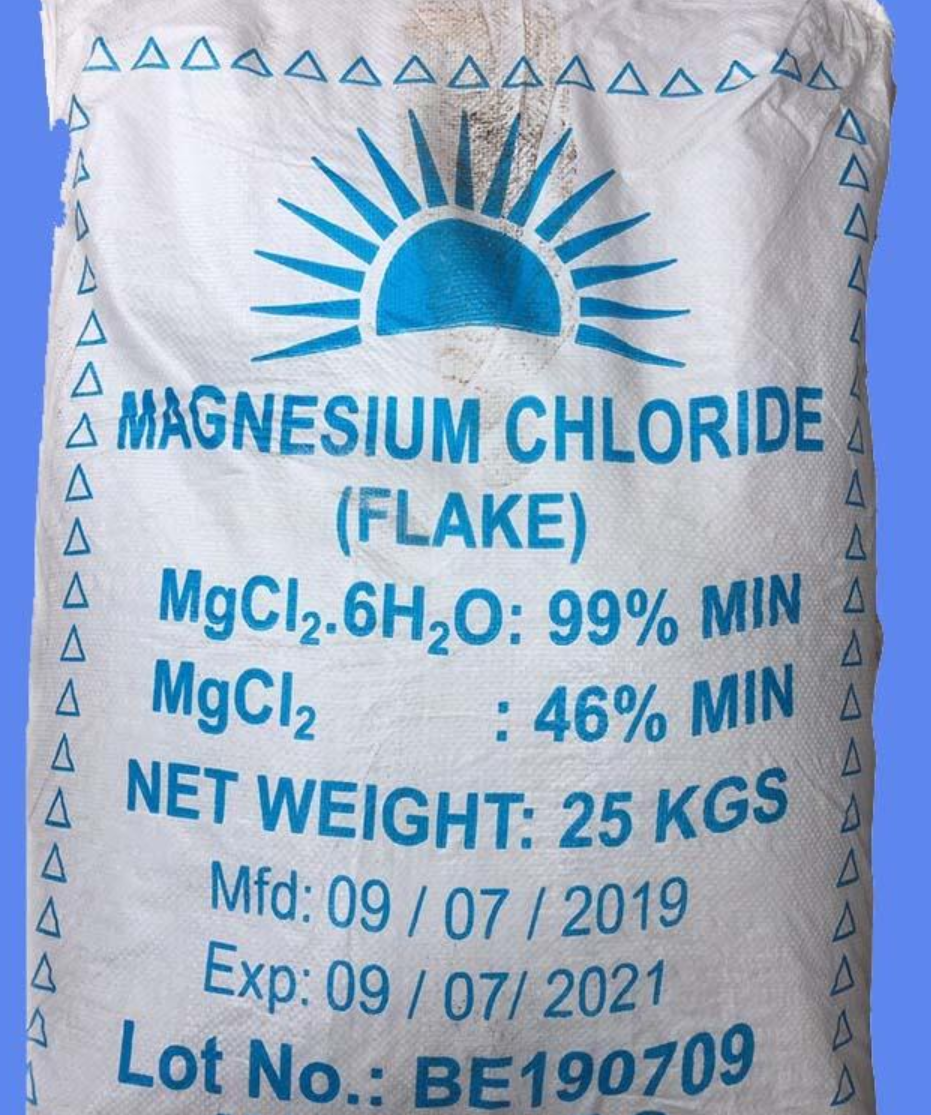 MAGNESIUM CHLORIDE
(FLAKE)
MgCl₂.6H₂O: 99% MIN
MgCl₂ : 46% MIN
NET WEIGHT: 25 KGS
Mfd: 09 / 07 / 2019
Exp: 09 / 07/ 2021
Lot No.: BE190709